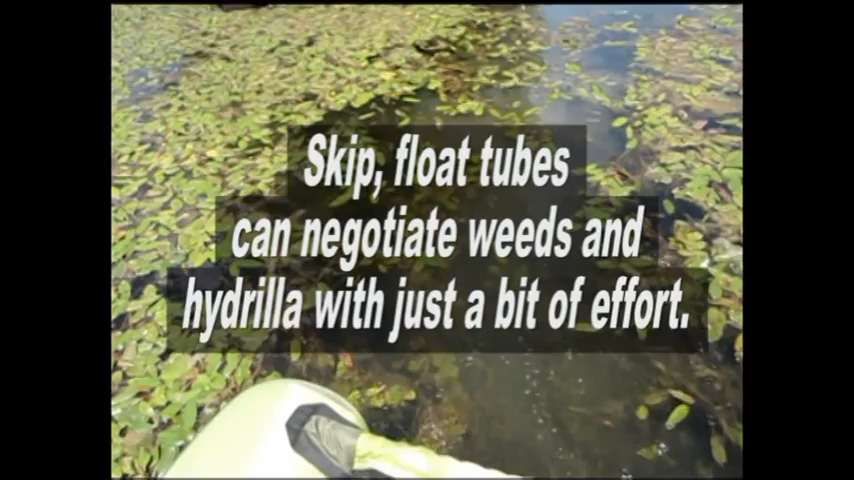 Skip, float tubes
can negotiate weeds and
hydrilla with just a bit of effort.